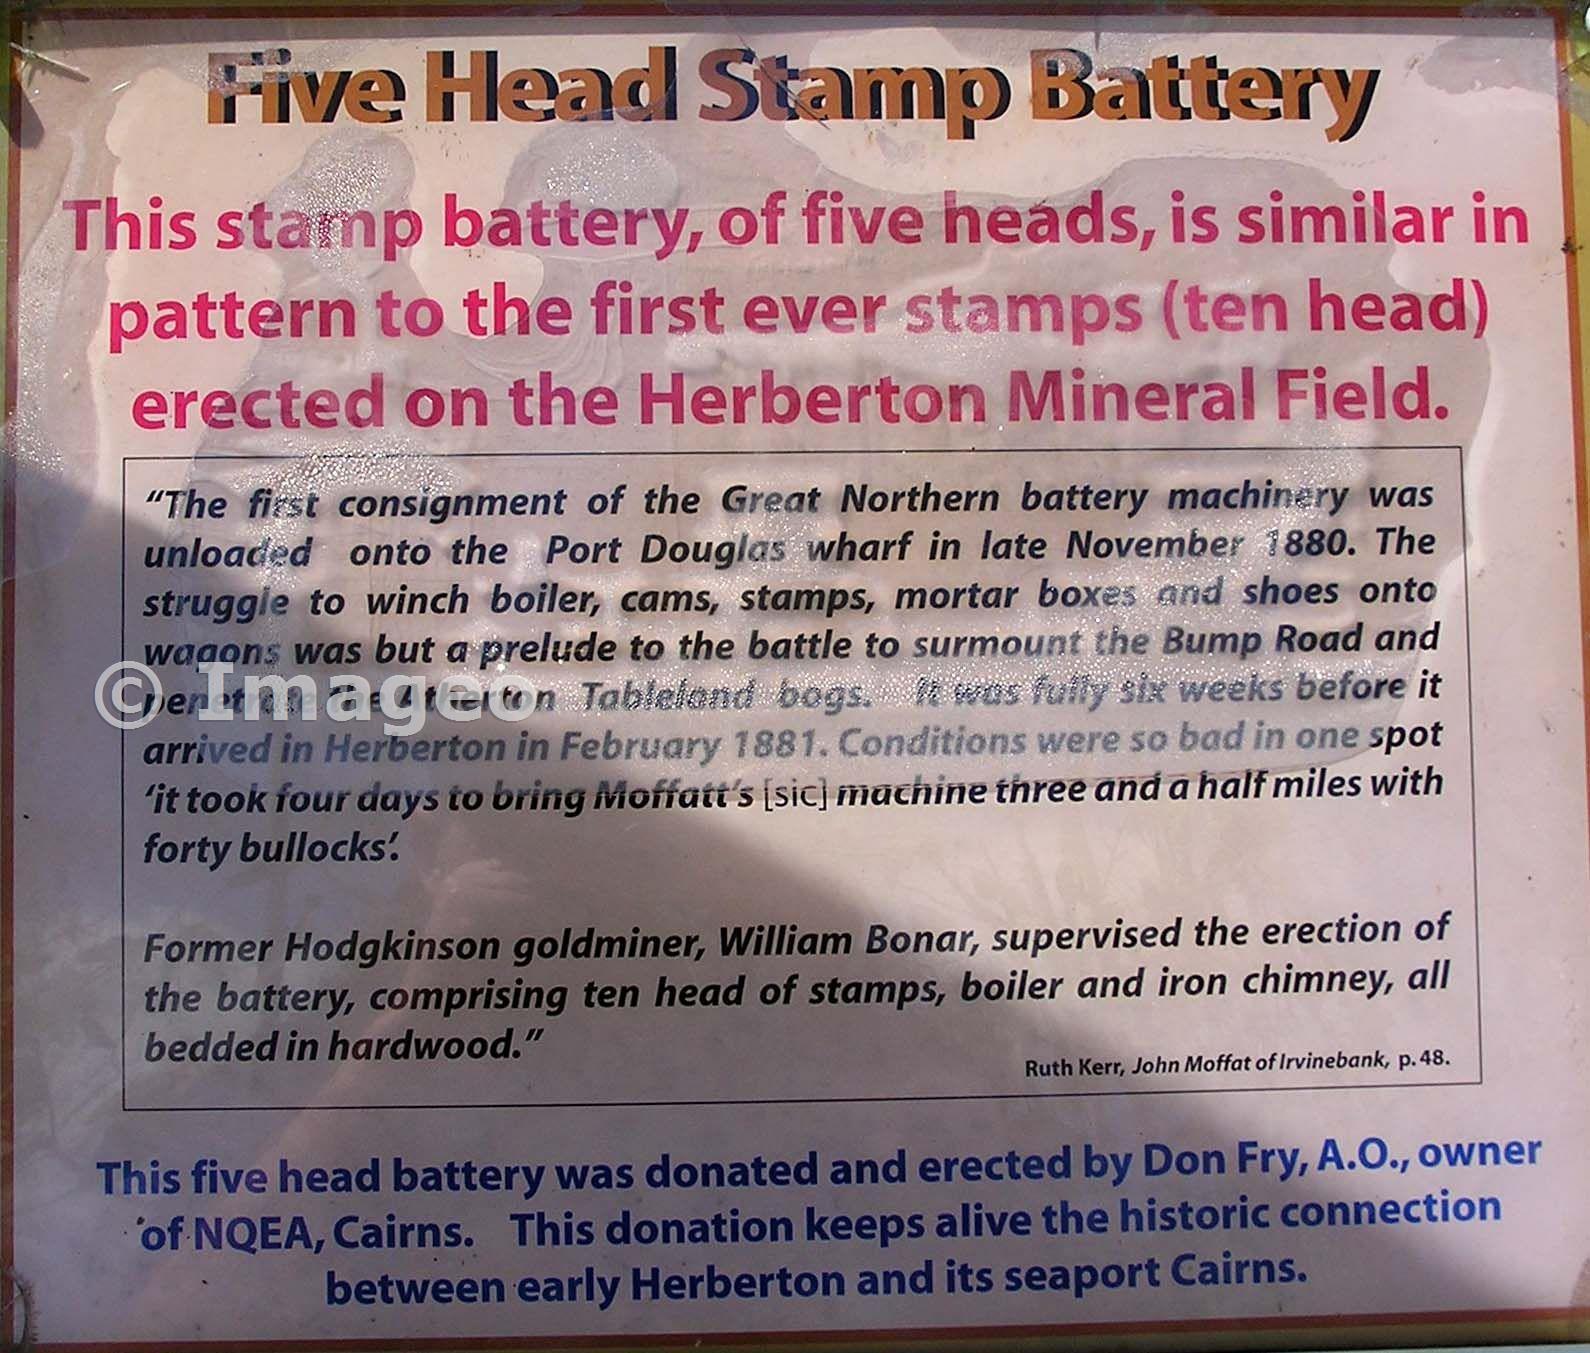 Five Head Stamp Battery
This stamp battery, of five heads, is similar in
pattern to the first ever stamps (ten head)
erected on the Herberton Mineral Field.
“The first consignment of the Great Northern battery machinery was
unloaded onto the Port Douglas wharf in late November 1880. The
struggle to winch boiler, cams, stamps, mortar boxes and shoes onto
wagons was but a prelude to the battle to surmount the Bump Road and
penetrate the Atherton Tableland bogs. It was fully six weeks before it
arrived in Herberton in February 1881. Conditions were so bad in one spot
‘it took four days to bring Moffatt’s [sic] machine three and a half miles with
forty bullocks’.
Former Hodgkinson goldminer, William Bonar, supervised the erection of
the battery, comprising ten head of stamps, boiler and iron chimney, all
bedded in hardwood.”
Ruth Kerr, John Moffat of Irvinebank, p. 48.
This five head battery was donated and erected by Don Fry, A.O., owner
of NQEA, Cairns. This donation keeps alive the historic connection
between early Herberton and its seaport Cairns.
© Imageo